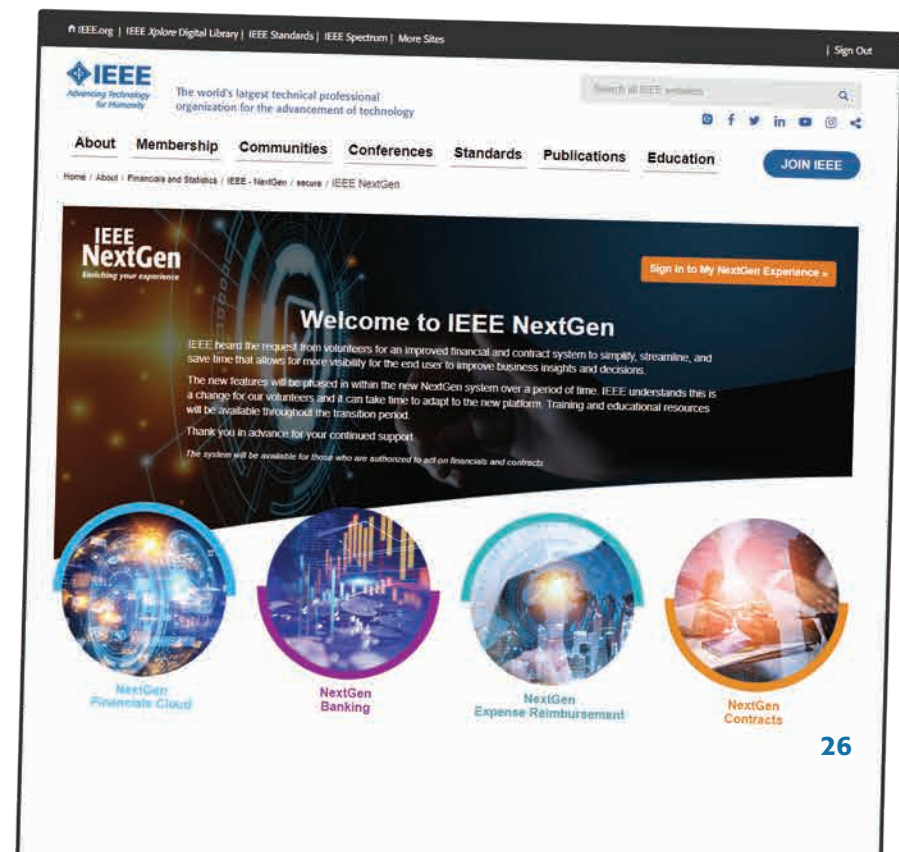 IEEE.org | IEEE Xplore Digital Library | IEEE Standards | IEEE Spectrum | More Sites
| Sign Out
IEEE
Advancing Technology
for Humanity
The world's largest technical professional
organization for the advancement of technology
Search all IEEE websites
About Membership Communities Conferences Standards Publications Education
JOIN IEEE
Home / About / Financials and Statistics / IEEE - NextGen / secure / IEEE NextGen
IEEE
NextGen
Enriching your experience
Sign in to My NextGen Experience »
Welcome to IEEE NextGen
IEEE heard the request from volunteers for an improved financial and contract system to simplify, streamline, and
save time that allows for more visibility for the end user to improve business insights and decisions.
The new features will be phased in within the new NextGen system over a period of time. IEEE understands this is
a change for our volunteers and it can take time to adapt to the new platform. Training and educational resources
will be available throughout the transition period.
Thank you in advance for your continued support
The system will be available for those who are authorized to act on financials and contracts
NextGen
Financials Cloud
NextGen
Banking
NextGen
Expense Reimbursement
NextGen
Contracts
26